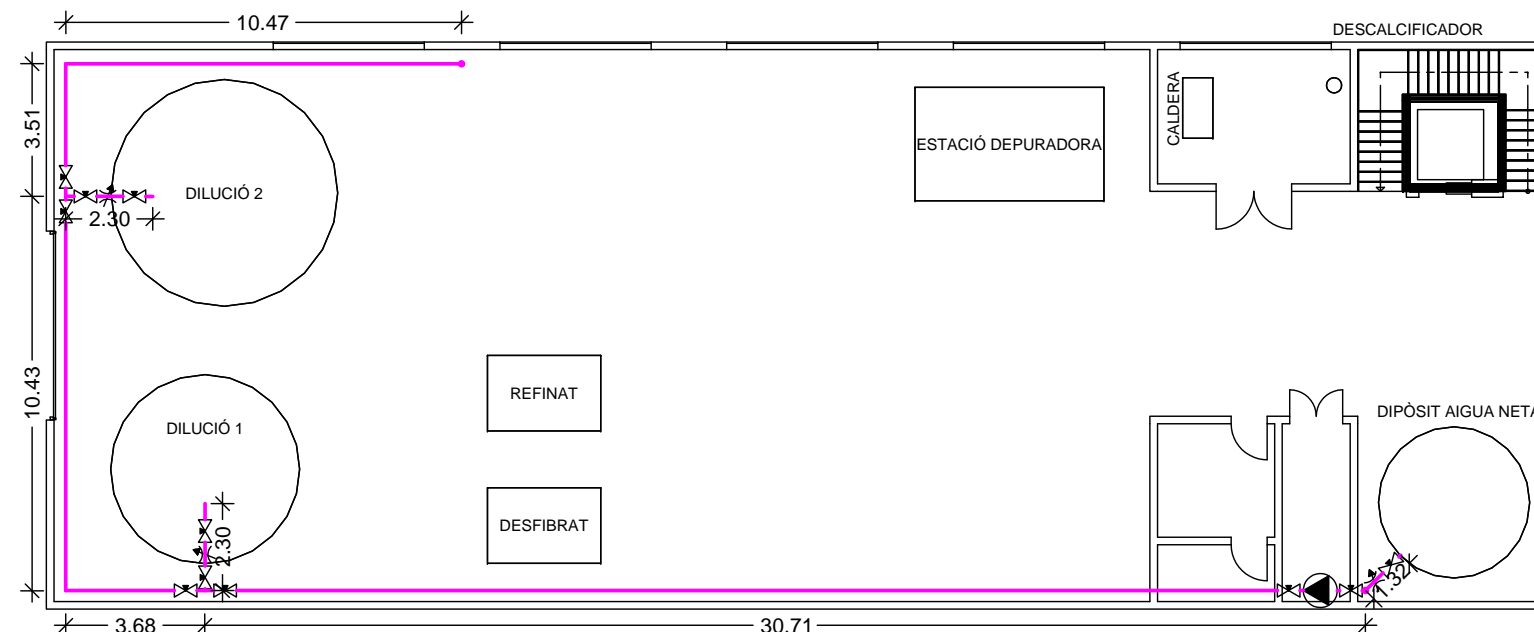 10.47
DESCALCIFICADOR
3.51
CALDERA
ESTACIÓ DEPURADORA
DILUCIÓ 2
2.30
10.43
REFINAT
DIPÒSIT AIGUA NETA
DILUCIÓ 1
DESFIBRAT
2.30
1.32
3.68
30.71